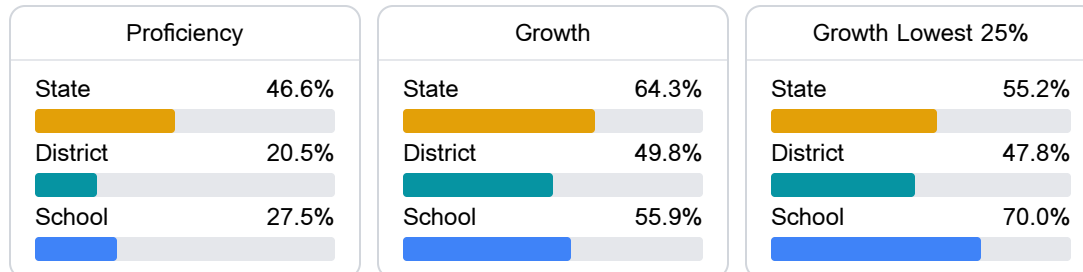 Proficiency
State 46.6%
District 20.5%
School 27.5%
Growth
State 64.3%
District 49.8%
School 55.9%
Growth Lowest 25%
State 55.2%
District 47.8%
School 70.0%